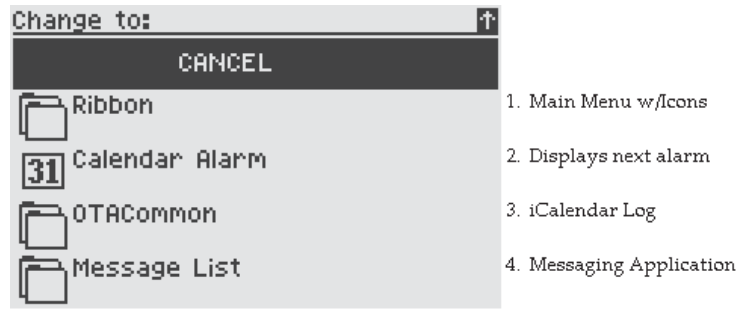 Change to:
CANCEL
Ribbon
1. Main Menu w/Icons
31 Calendar Alarm
2. Displays next alarm
OTACommon
3. iCalendar Log
Message List
4. Messaging Application